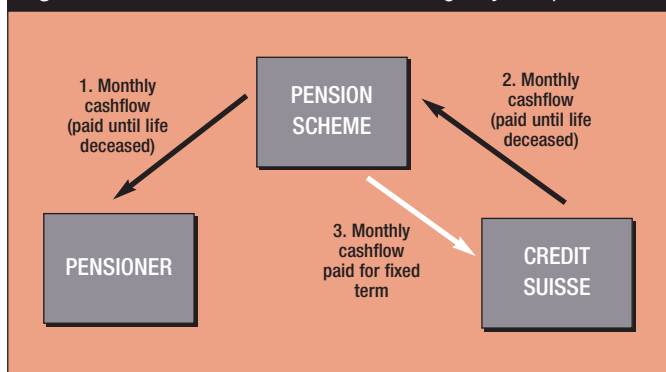 1. Monthly
cashflow
(paid until life
deceased)
PENSION
SCHEME
2. Monthly
cashflow
(paid until life
deceased)
PENSIONER
3. Monthly
cashflow
paid for fixed
term
CREDIT
SUISSE